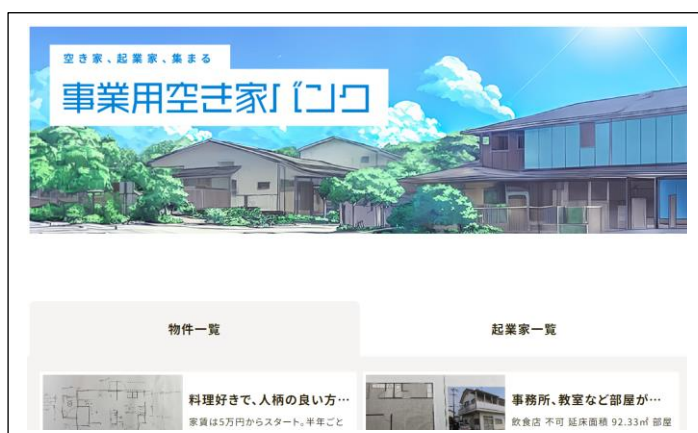 空き家、起業家、集まる
事業用空き家バンク
物件一覧
起業家一覧
料理好きで、人柄の良い方…
家賃は5万円からスタート。半年ごと
事務所、教室など部屋が…
飲食店 不可 延床面積 92.33㎡ 部屋